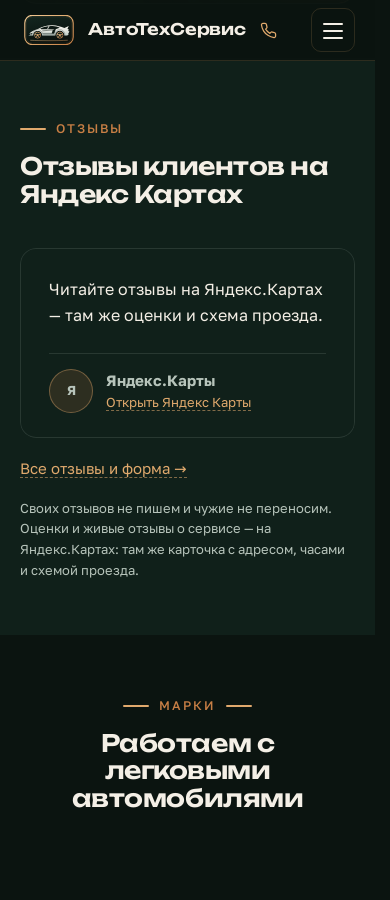 АвтоТехСервис
ОТЗЫВЫ
Отзывы клиентов на
Яндекс Картах
Читайте отзывы на Яндекс.Картах
— там же оценки и схема проезда.
Я
Яндекс.Карты
Открыть Яндекс Карты
Все отзывы и форма →
Своих отзывов не пишем и чужие не переносим.
Оценки и живые отзывы о сервисе — на
Яндекс.Картах: там же карточка с адресом, часами
и схемой проезда.
МАРКИ
Работаем с
легковыми
автомобилями